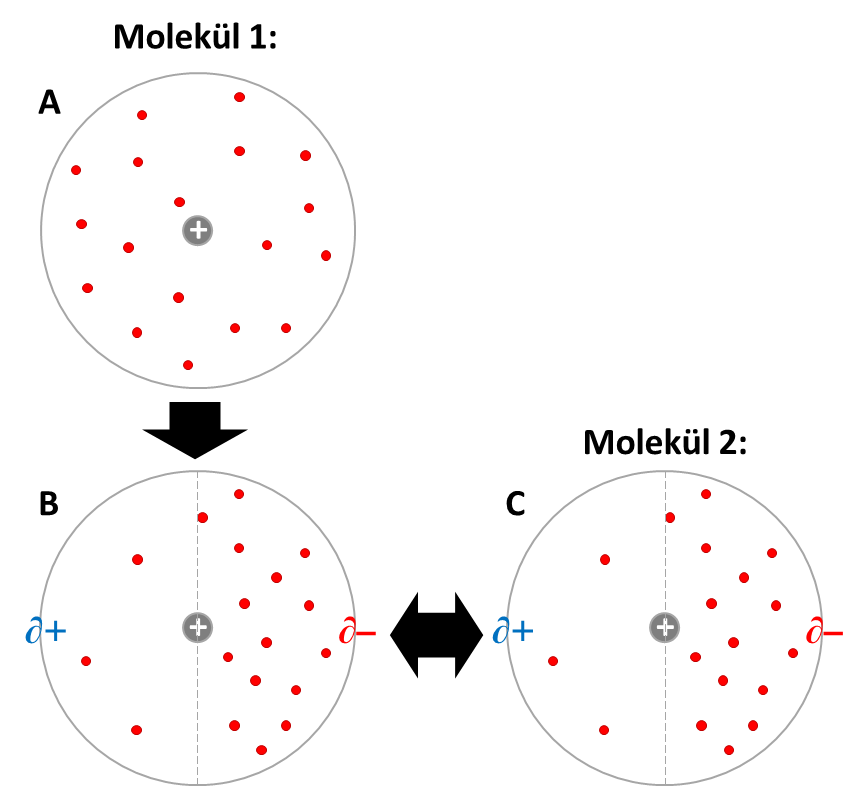 Molekül 1:
A
+
Molekül 2:
B
C
∂+
+
∂–
∂+
+
∂–